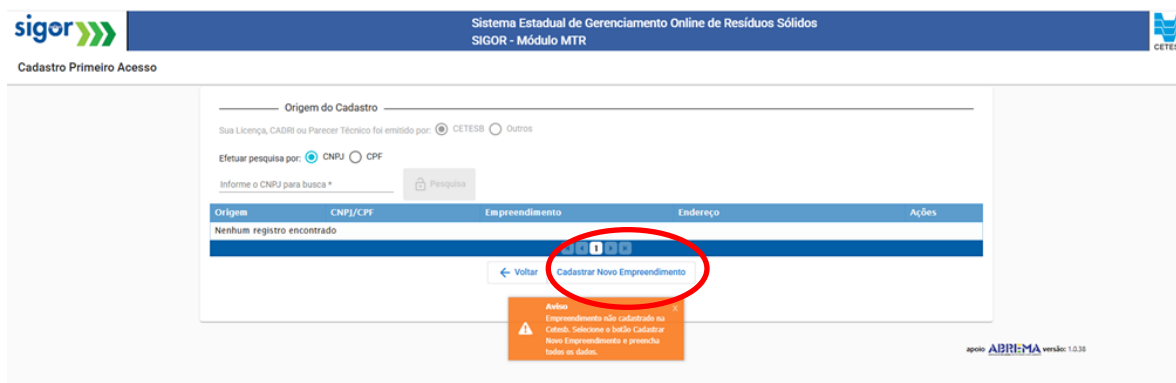 sigor
Sistema Estadual de Gerenciamento Online de Resíduos Sólidos
SIGOR - Módulo MTR
CETES
Cadastro Primeiro Acesso
Origem do Cadastro
Sua Licença, CADRI ou Parecer Técnico foi emitido por: CETESB Outros
Efetuar pesquisa por: CNPJ CPF
Informe o CNPJ para busca * Pesquisa
Origem CNPJ/CPF Empreendimento Endereço Ações
Nenhum registro encontrado
1
Voltar Cadastrar Novo Empreendimento
Aviso x
Empreendimento não cadastrado na
Cetesb. Selecione o botão Cadastrar
Novo Empreendimento e preencha
todos os dados.
apoio ABREMA versão: 1.0.38